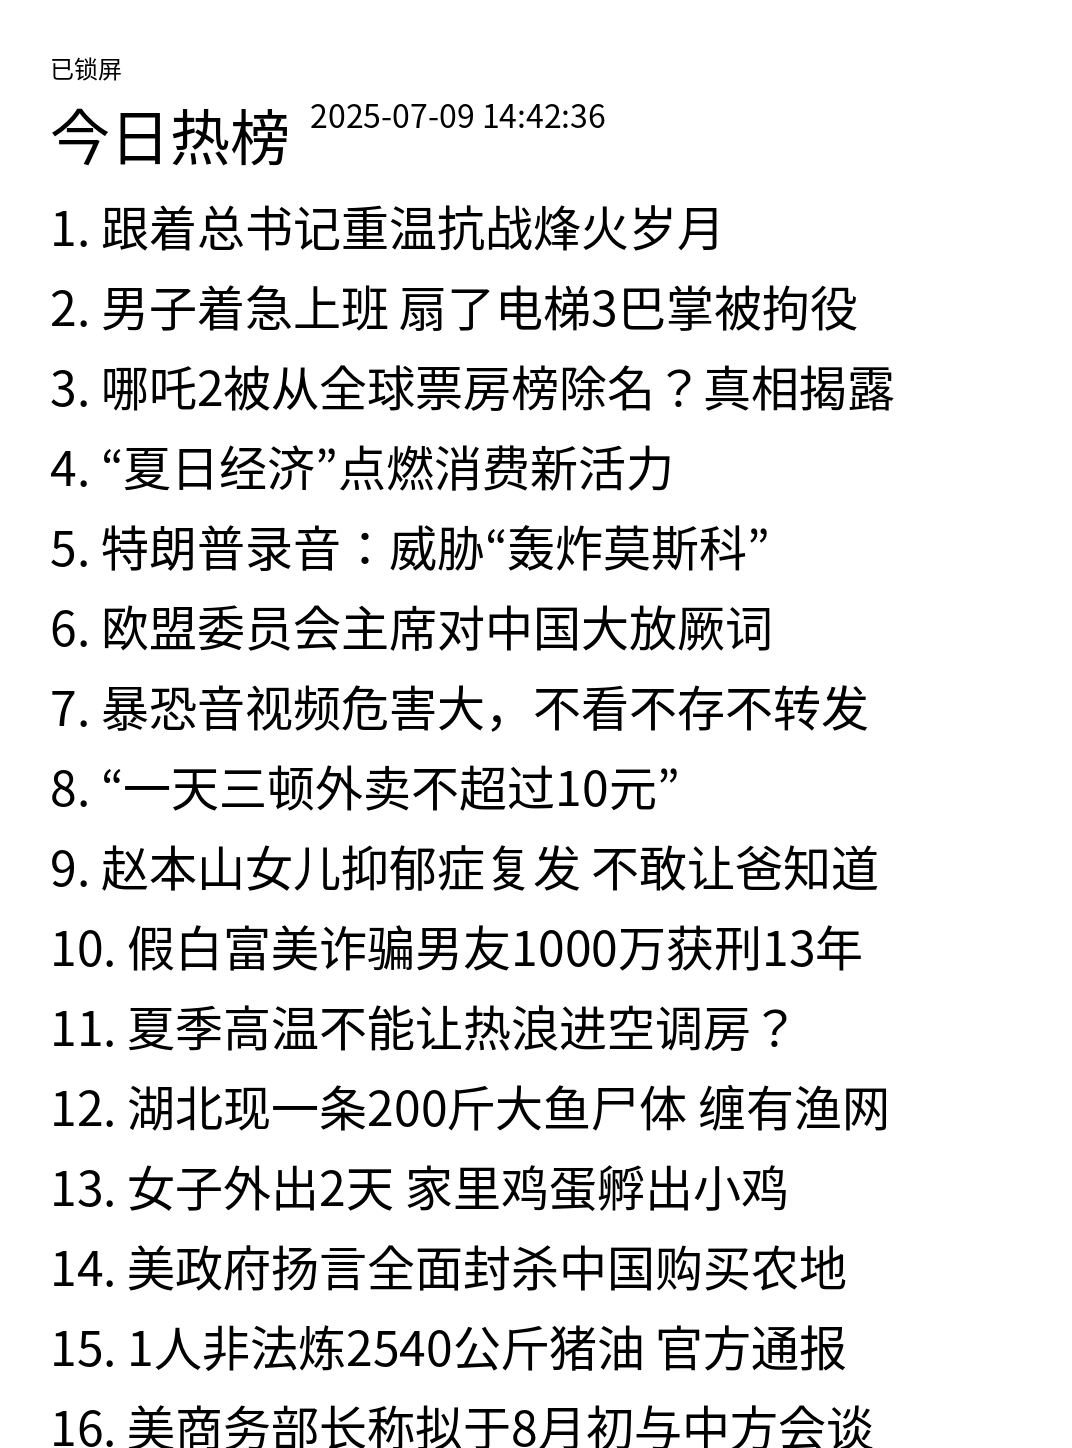 已锁屏
今日热榜 2025-07-09 14:42:36
1. 跟着总书记重温抗战烽火岁月
2. 男子着急上班 扇了电梯3巴掌被拘役
3. 哪吒2被从全球票房榜除名？真相揭露
4. “夏日经济”点燃消费新活力
5. 特朗普录音：威胁“轰炸莫斯科”
6. 欧盟委员会主席对中国大放厥词
7. 暴恐音视频危害大，不看不存不转发
8. “一天三顿外卖不超过10元”
9. 赵本山女儿抑郁症复发 不敢让爸知道
10. 假白富美诈骗男友1000万获刑13年
11. 夏季高温不能让热浪进空调房？
12. 湖北现一条200斤大鱼尸体 缠有渔网
13. 女子外出2天 家里鸡蛋孵出小鸡
14. 美政府扬言全面封杀中国购买农地
15. 1人非法炼2540公斤猪油 官方通报
16. 美商务部长称拟于8月初与中方会谈